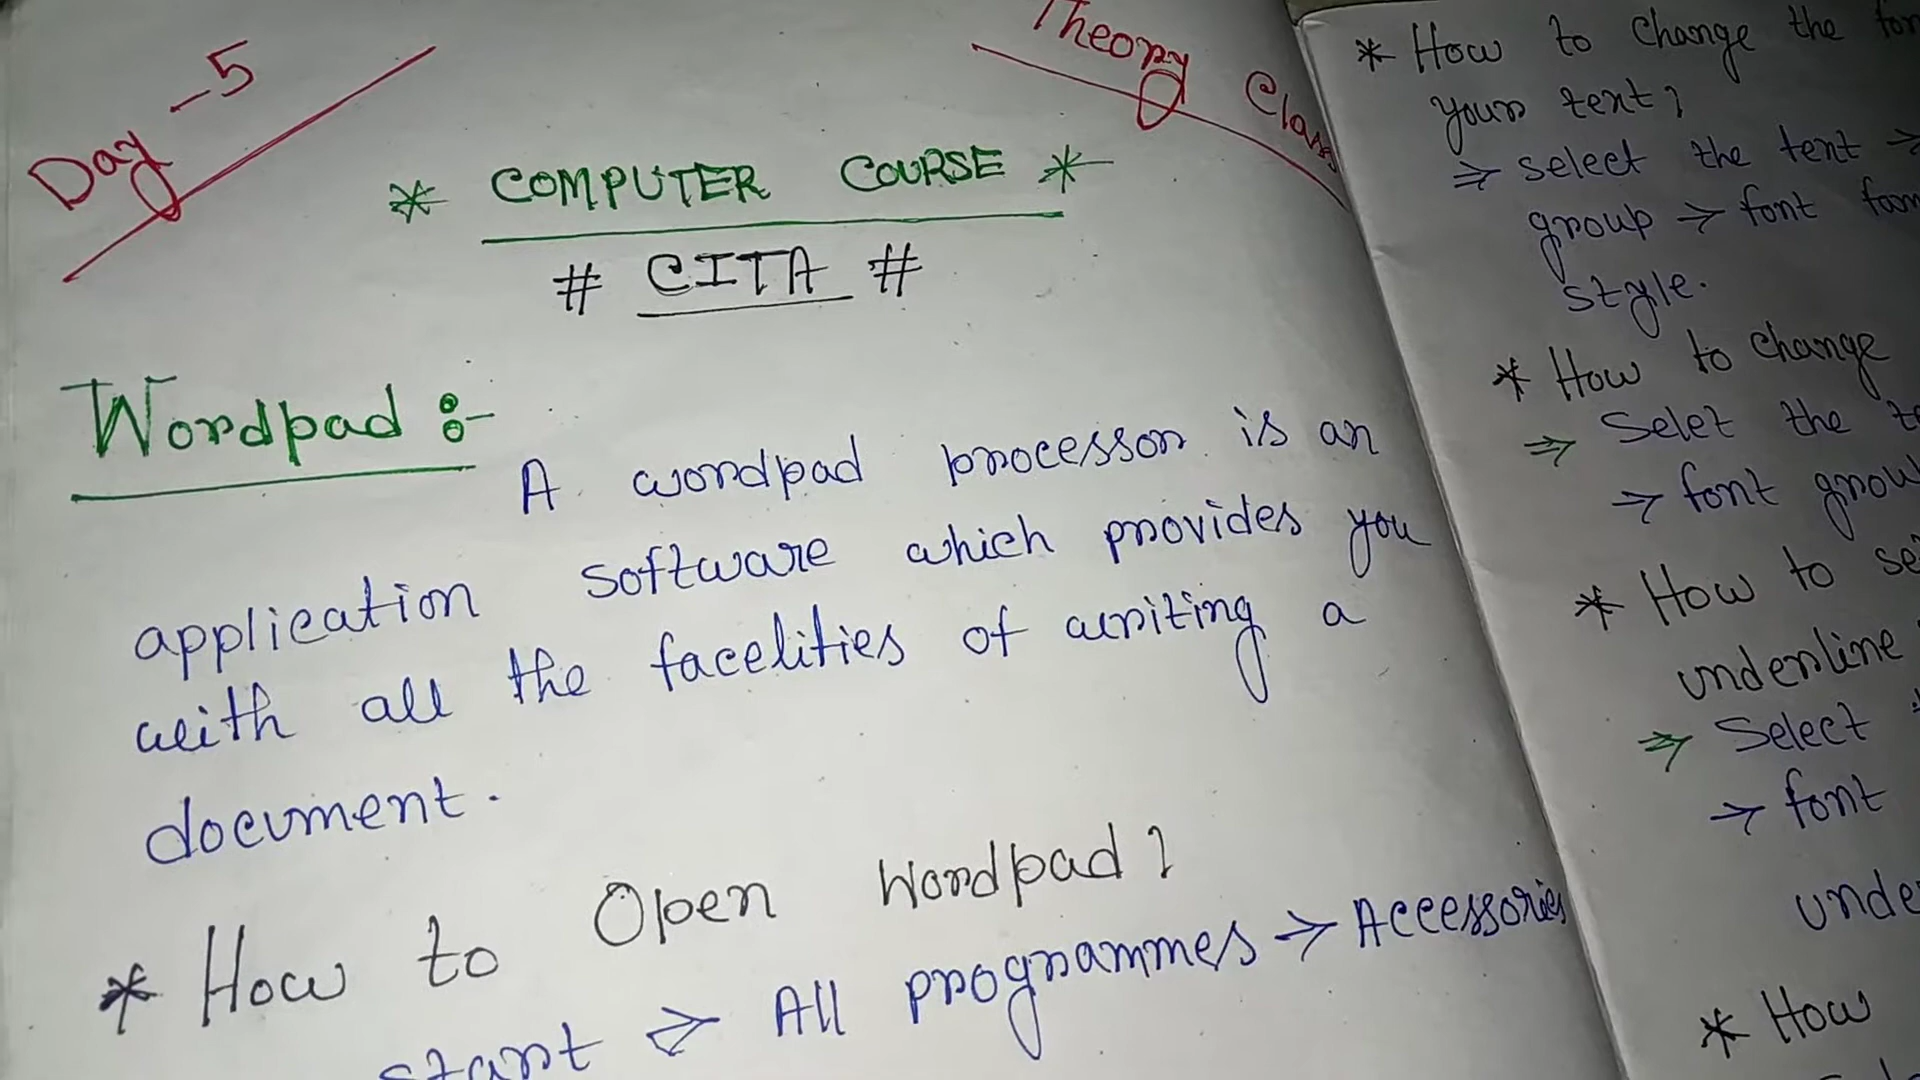 Day -5
Theory Class
* COMPUTER COURSE *
# CITA #
Wordpad :-
A wordpad processor is an
application software which provides you
with all the facelities of writing a
document.
* How to Open Wordpad?
start ⇒ All programmes → Accessories
* How to change the
your text?
⇒ select the text →
group → font
style.
* How to change
⇒ Selet the
→ font
* How to
underline
⇒ Select
→ font
* How